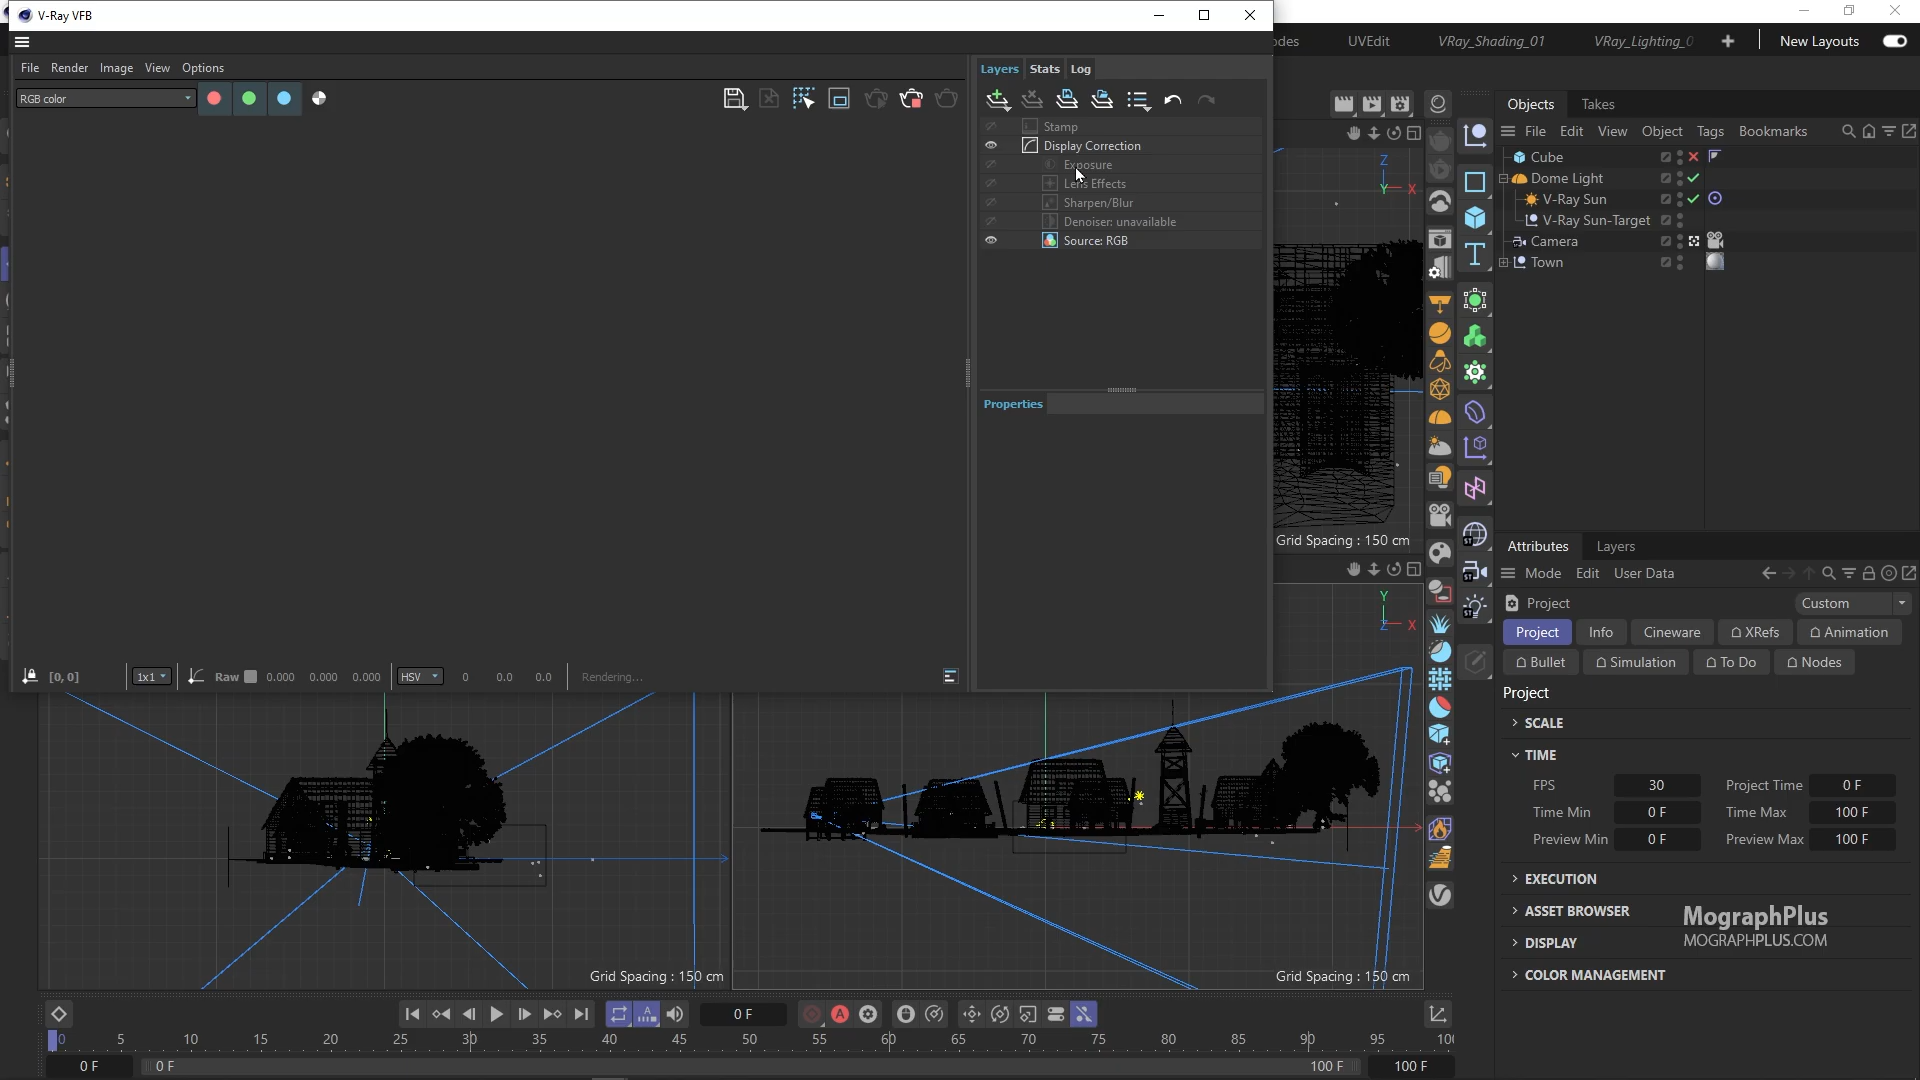 V-Ray VFB
File Render Image View Options
RGB color
Layers Stats Log
Stamp
Display Correction
Exposure
Lens Effects
Sharpen/Blur
Denoiser: unavailable
Source: RGB
Properties
[0, 0] 1x1 Raw 0.000 0.000 0.000 HSV 0 0.0 0.0 Rendering...
UVEdit VRay_Shading_01 VRay_Lighting_0 New Layouts
Objects Takes
File Edit View Object Tags Bookmarks
Cube
Dome Light
V-Ray Sun
V-Ray Sun-Target
Camera
Town
Z
Y X
Grid Spacing : 150 cm
Y
Z X
Grid Spacing : 150 cm
Grid Spacing : 150 cm
Attributes Layers
Mode Edit User Data
Project Custom
Project Info Cineware XRefs Animation
Bullet Simulation To Do Nodes
Project
SCALE
TIME
FPS 30 Project Time 0 F
Time Min 0 F Time Max 100 F
Preview Min 0 F Preview Max 100 F
EXECUTION
ASSET BROWSER
DISPLAY
COLOR MANAGEMENT
MographPlus
MOGRAPHPLUS.COM
0 F
0 5 10 15 20 25 30 35 40 45 50 55 60 65 70 75 80 85 90 95
0 F 0 F 100 F 100 F